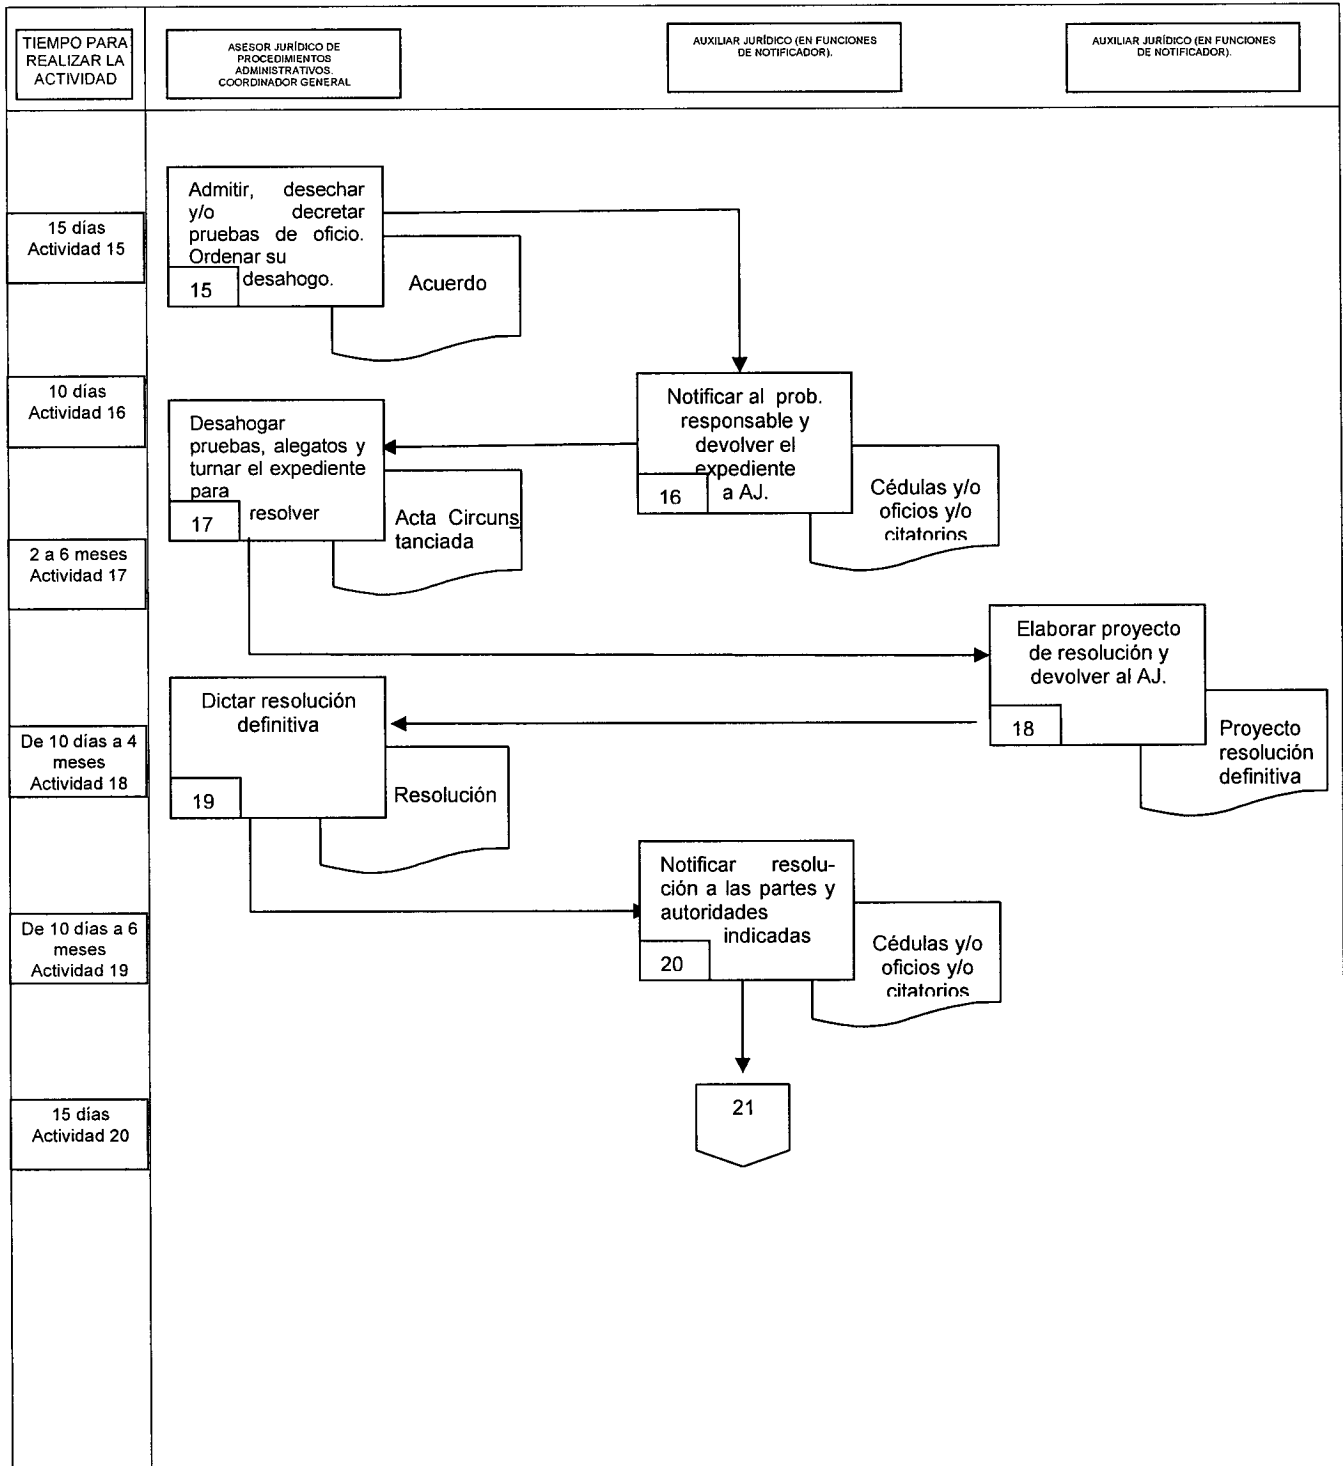 TIEMPO PARA
REALIZAR LA
ACTIVIDAD
ASESOR JURÍDICO DE
PROCEDIMIENTOS
ADMINISTRATIVOS.
COORDINADOR GENERAL
AUXILIAR JURÍDICO (EN FUNCIONES
DE NOTIFICADOR).
AUXILIAR JURÍDICO (EN FUNCIONES
DE NOTIFICADOR).
15 días
Actividad 15
Admitir, desechar
y/o decretar
pruebas de oficio.
Ordenar su
desahogo.
15
Acuerdo
10 días
Actividad 16
Notificar al prob.
responsable y
devolver el
expediente
a AJ.
16
Cédulas y/o
oficios y/o
citatorios
Desahogar
pruebas, alegatos y
turnar el expediente
para
resolver
17
Acta Circuns
tanciada
2 a 6 meses
Actividad 17
Elaborar proyecto
de resolución y
devolver al AJ.
18
Proyecto
resolución
definitiva
De 10 días a 4
meses
Actividad 18
Dictar resolución
definitiva
19
Resolución
De 10 días a 6
meses
Actividad 19
Notificar resolu-
ción a las partes y
autoridades
indicadas
20
Cédulas y/o
oficios y/o
citatorios
15 días
Actividad 20
21